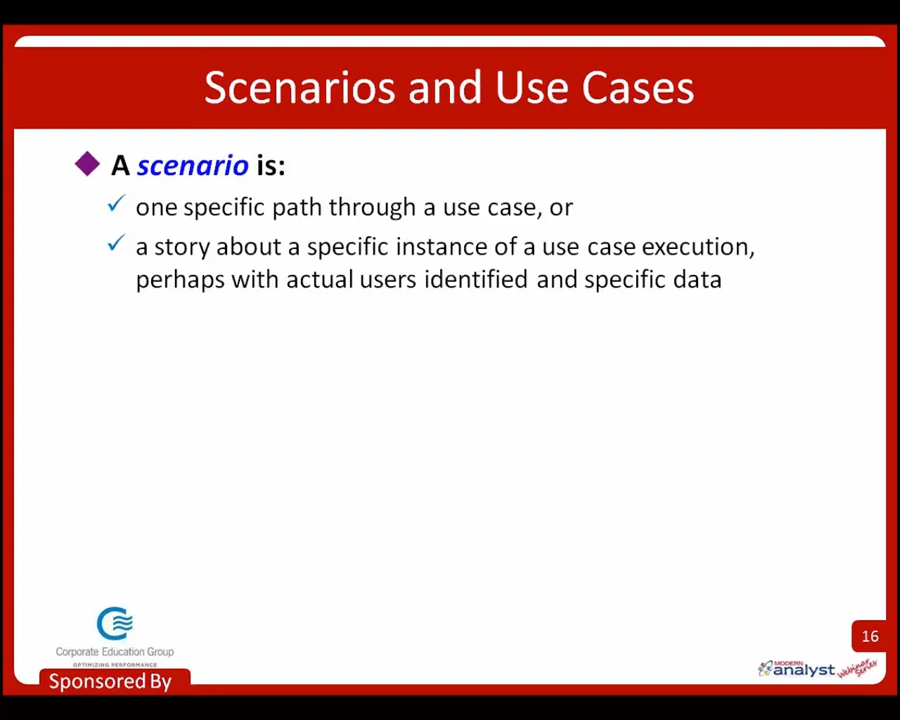 Scenarios and Use Cases
A scenario is:
one specific path through a use case, or
a story about a specific instance of a use case execution,
perhaps with actual users identified and specific data
Corporate Education Group
OPTIMIZING PERFORMANCE
Sponsored By
16
MODERN
analyst Webinar
Series